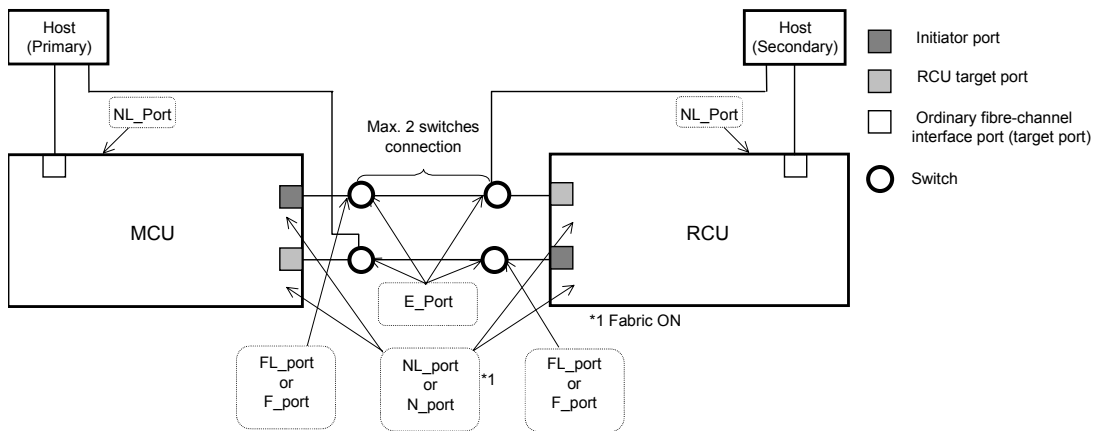 Host
(Primary)
Host
(Secondary)
Initiator port
RCU target port
Ordinary fibre-channel
interface port (target port)
Switch
NL_Port
Max. 2 switches
connection
NL_Port
MCU
RCU
E_Port
*1 Fabric ON
FL_port
or
F_port
NL_port
or
N_port
*1
FL_port
or
F_port